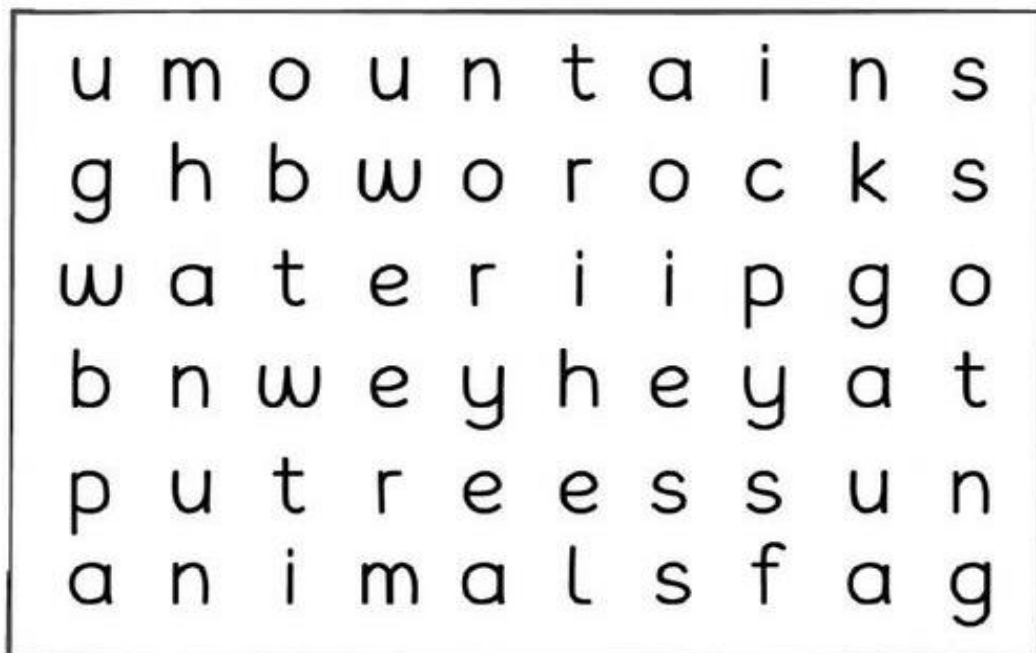 u m o u n t a i n s
g h b w o r o c k s
w a t e r i i p g o
b n w e y h e y a t
p u t r e e s s u n
a n i m a l s f a g